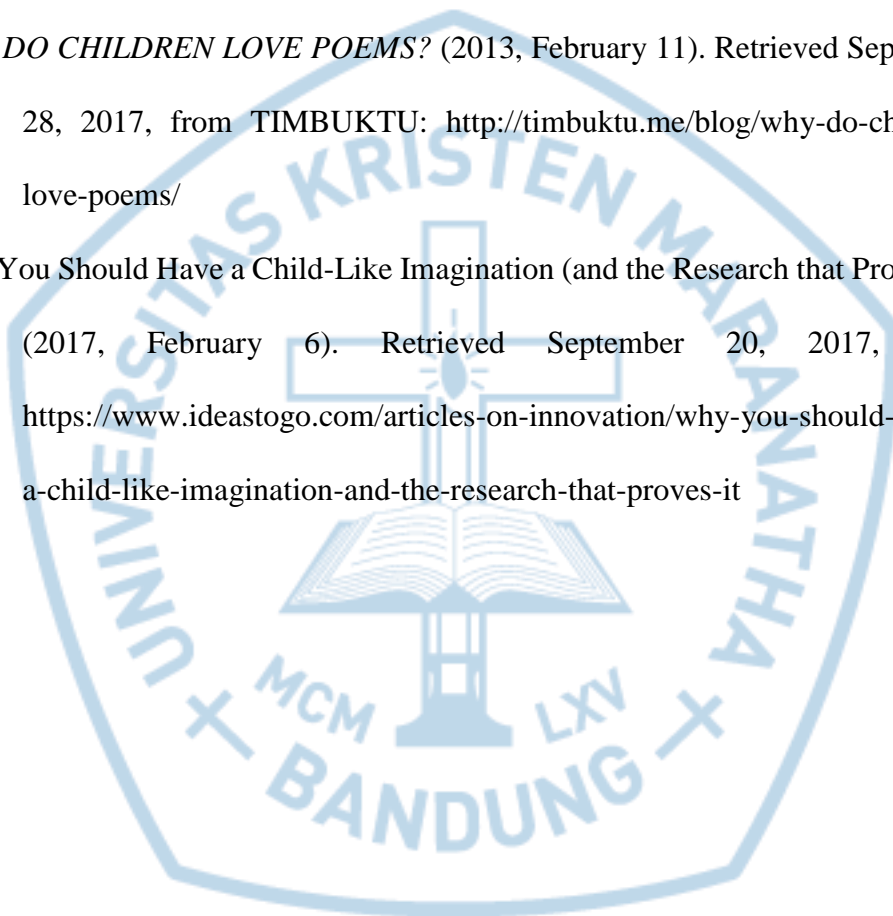 DO CHILDREN LOVE POEMS? (2013, February 11). Retrieved Sep
28, 2017, from TIMBUKTU: http://timbuktu.me/blog/why-do-ch
love-poems/
You Should Have a Child-Like Imagination (and the Research that Pro
(2017, February 6). Retrieved September 20, 2017,
https://www.ideastogo.com/articles-on-innovation/why-you-should-
a-child-like-imagination-and-the-research-that-proves-it
UNIVERSITAS KRISTEN MARANATHA
MCM LXV
BANDUNG